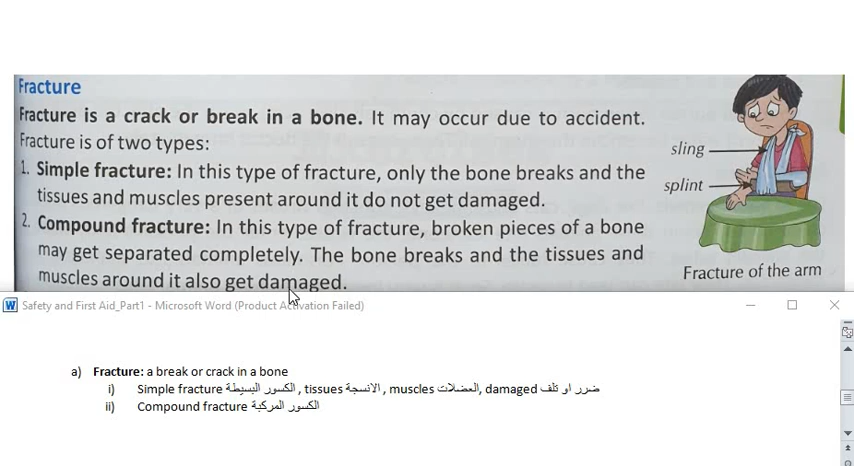 Fracture
Fracture is a crack or break in a bone. It may occur due to accident.
Fracture is of two types:
1. Simple fracture: In this type of fracture, only the bone breaks and the
tissues and muscles present around it do not get damaged.
2. Compound fracture: In this type of fracture, broken pieces of a bone
may get separated completely. The bone breaks and the tissues and
muscles around it also get damaged.
sling
splint
Fracture of the arm
Safety and First Aid_Part1 - Microsoft Word (Product Activation Failed)
a) Fracture: a break or crack in a bone
i) Simple fracture الكسور البسيطة , tissues الانسجة , muscles العضلات, damaged ضرر او تلف
ii) Compound fracture الكسور المركبة